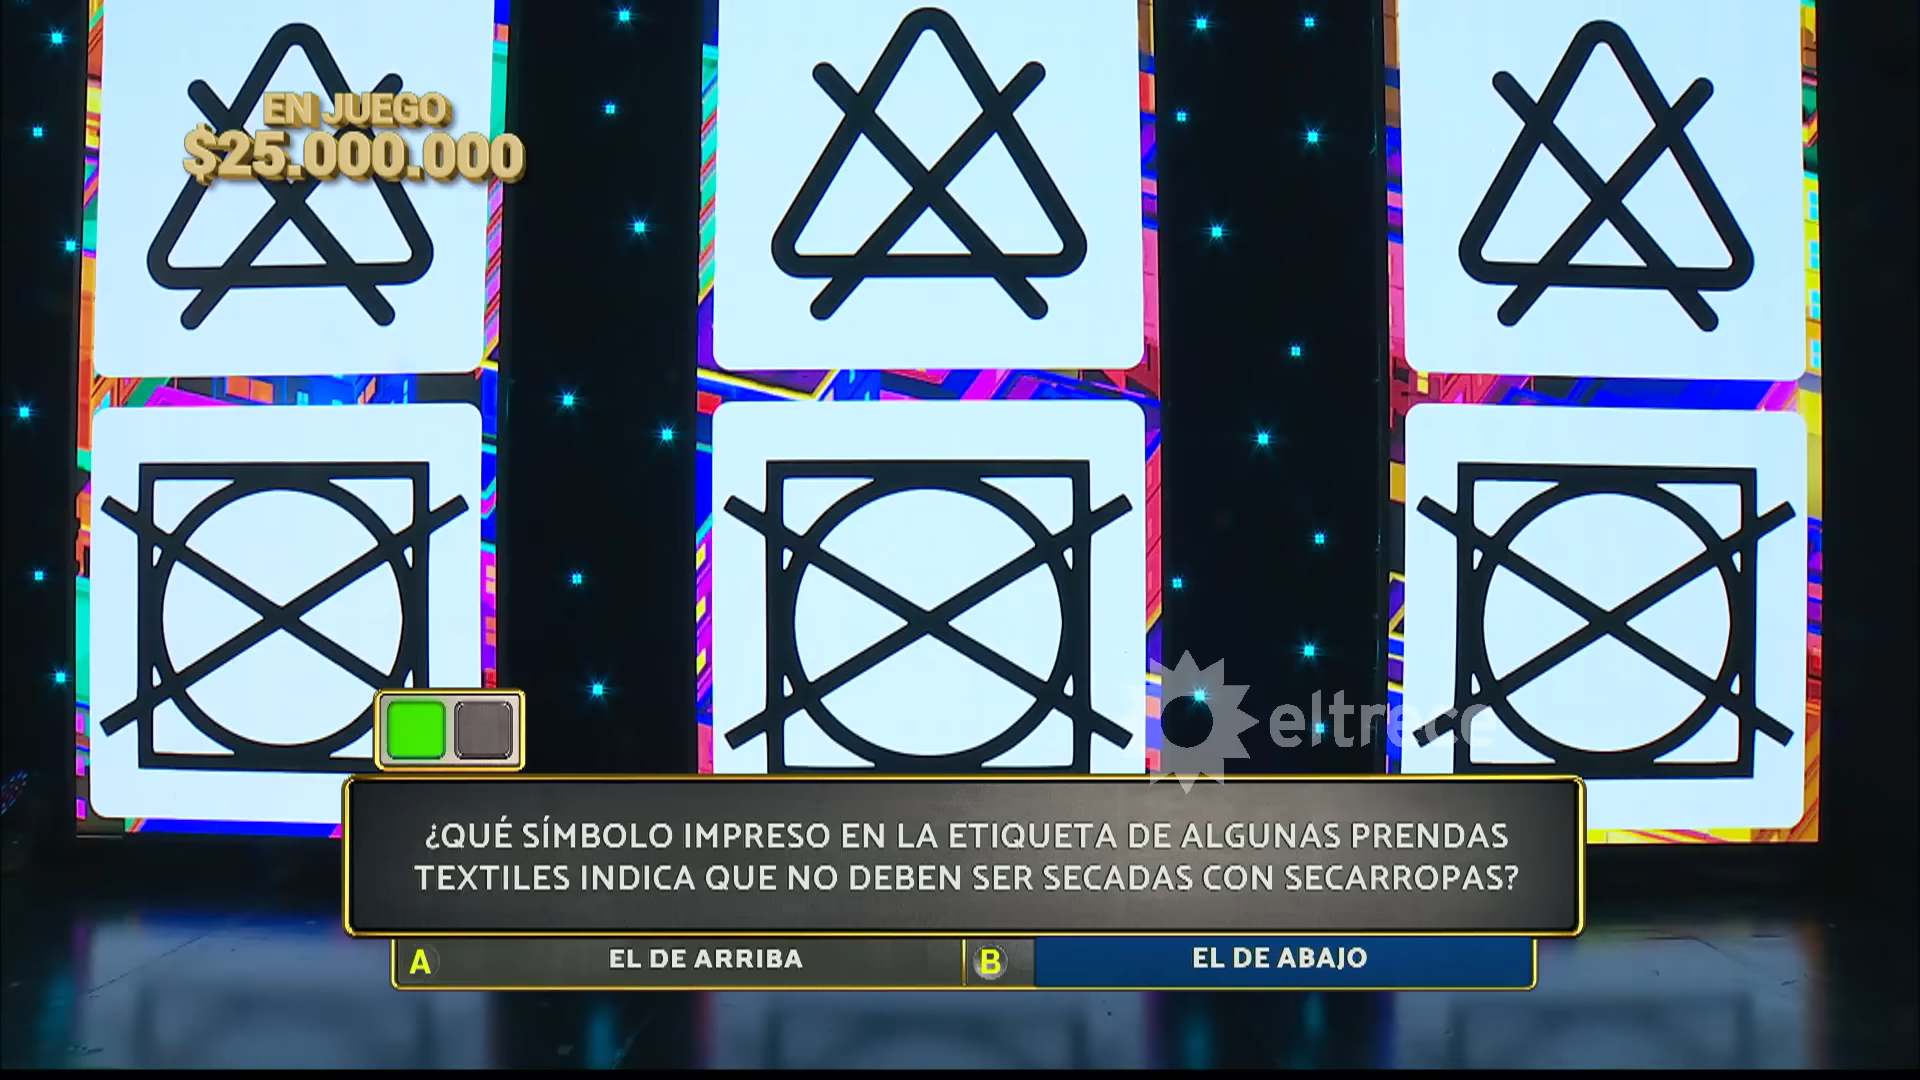 EN JUEGO
$25.000.000
eltrece
¿QUÉ SÍMBOLO IMPRESO EN LA ETIQUETA DE ALGUNAS PRENDAS
TEXTILES INDICA QUE NO DEBEN SER SECADAS CON SECARROPAS?
A EL DE ARRIBA
B EL DE ABAJO